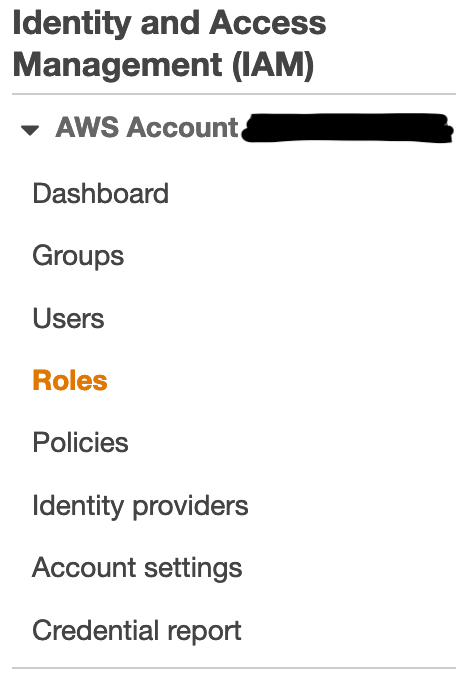 Identity and Access
Management (IAM)
AWS Account
Dashboard
Groups
Users
Roles
Policies
Identity providers
Account settings
Credential report